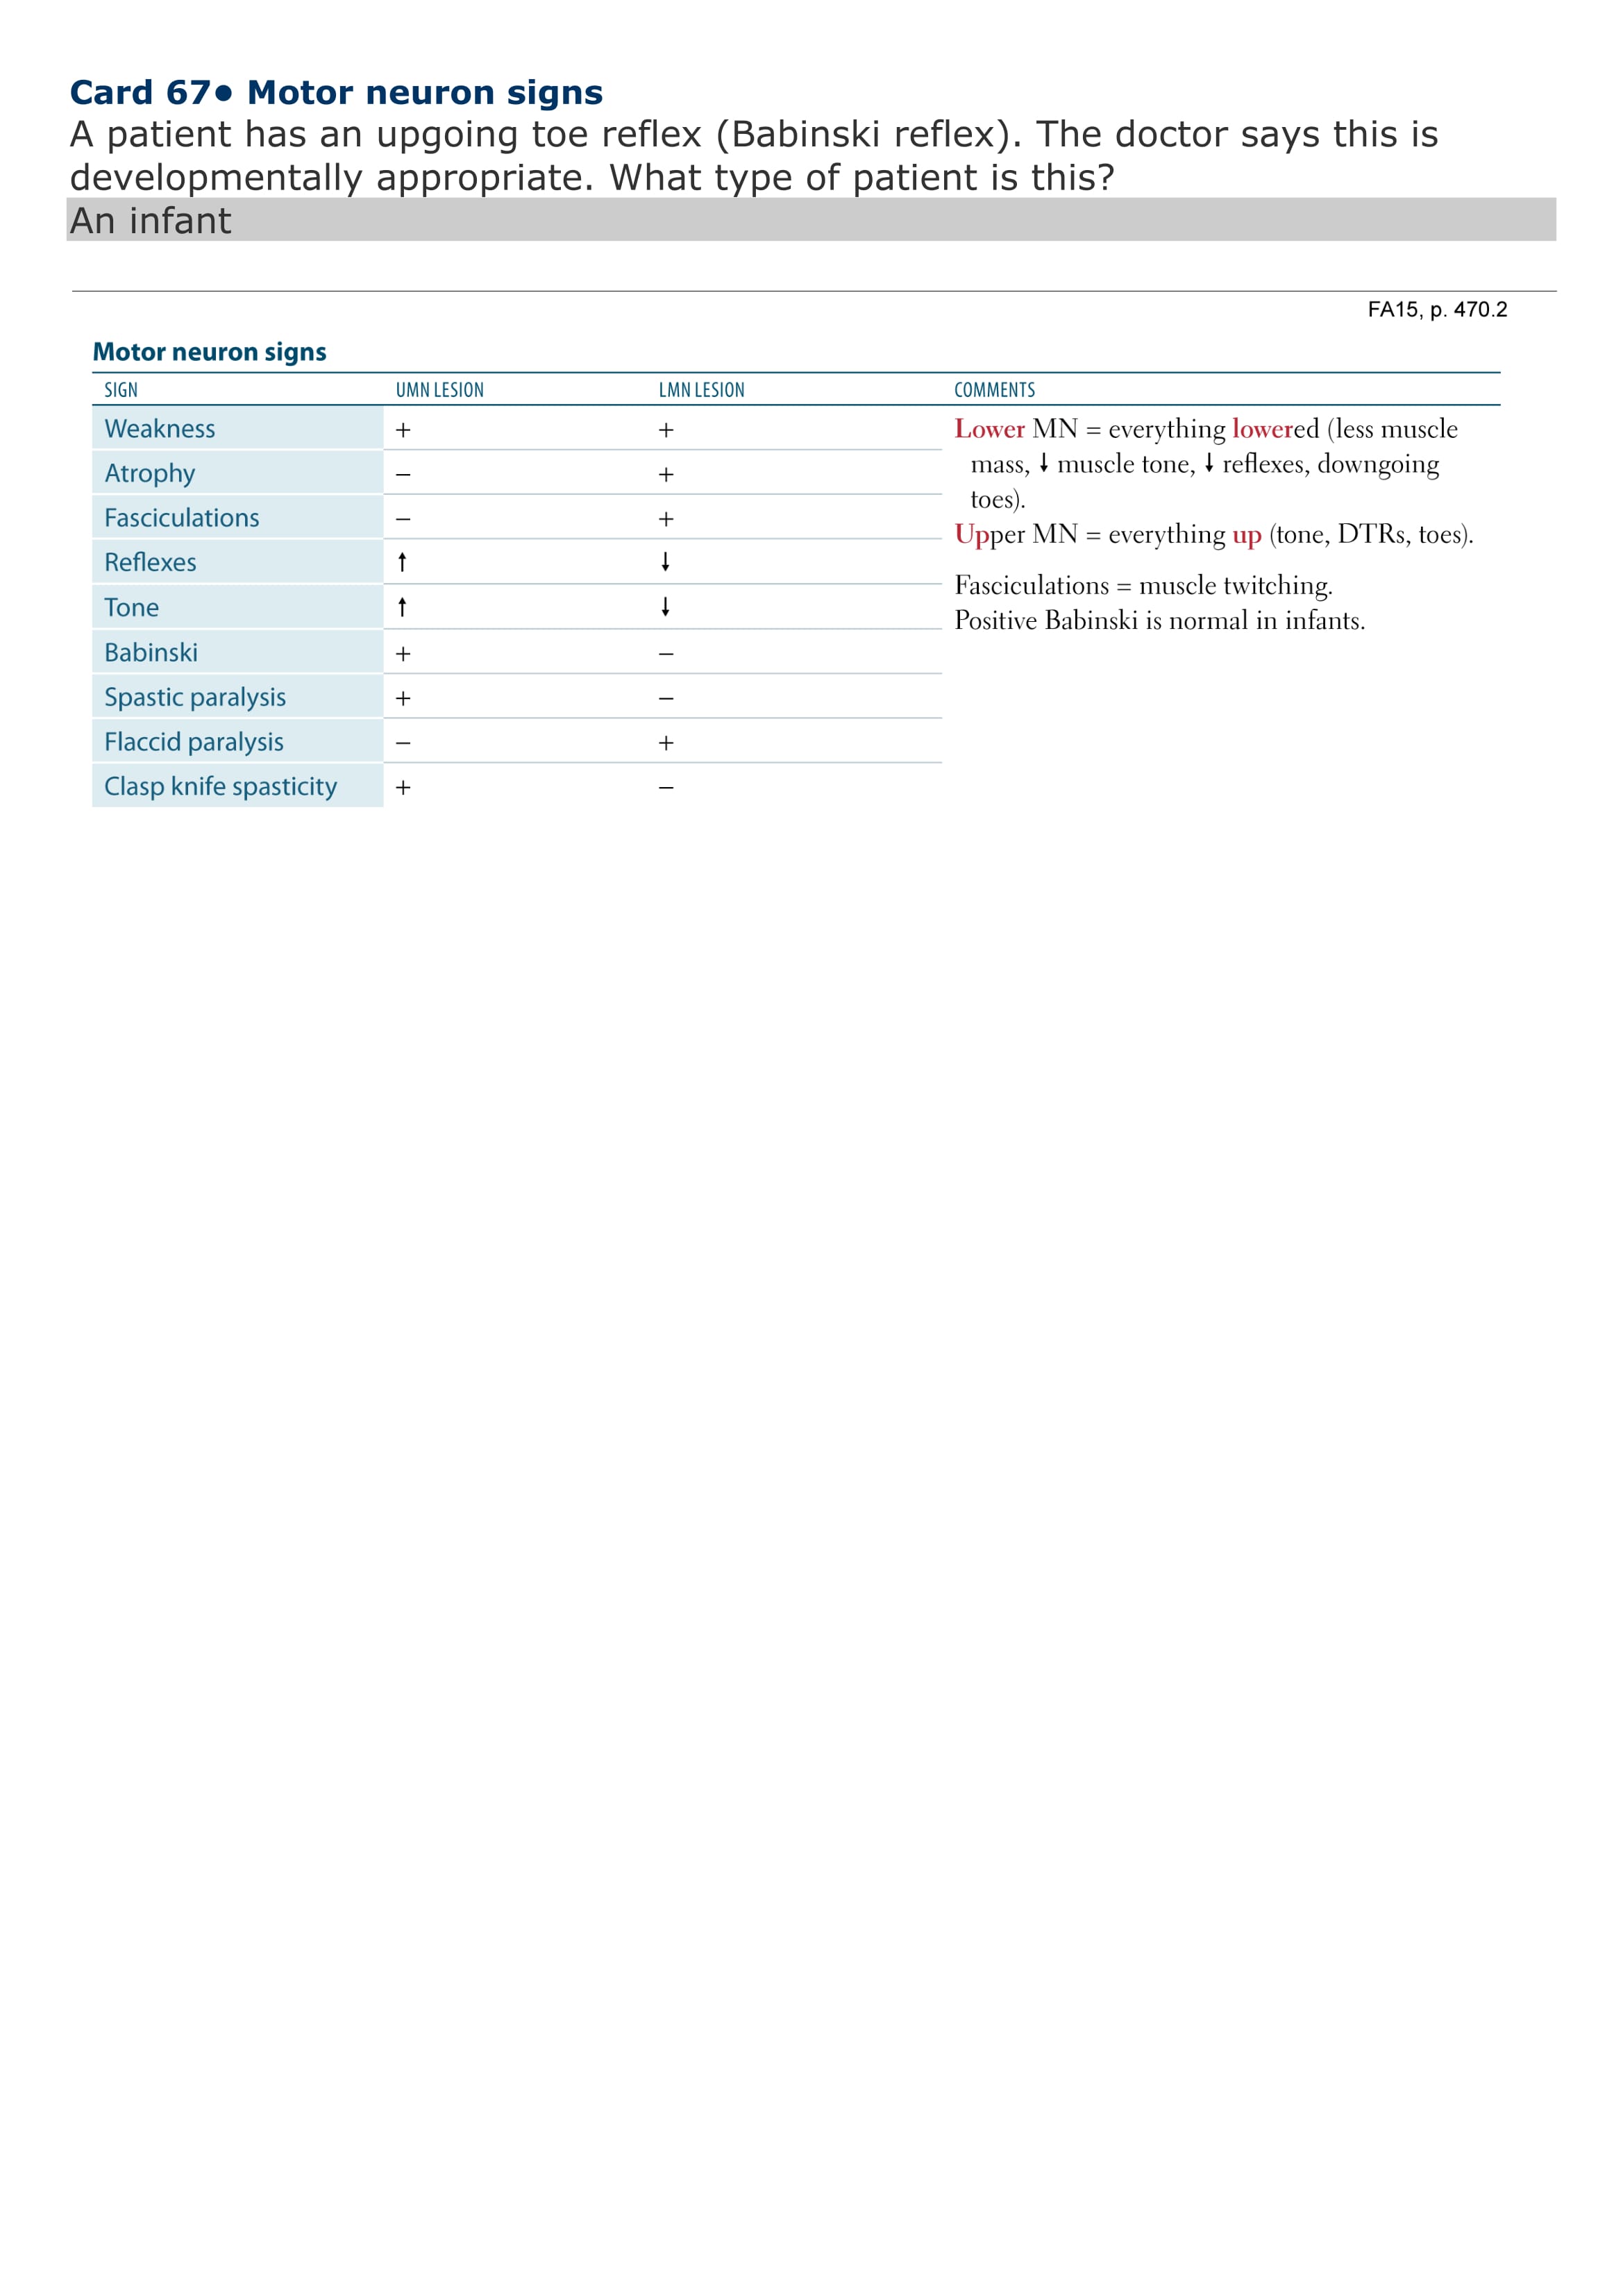 Card 67● Motor neuron signs
A patient has an upgoing toe reflex (Babinski reflex). The doctor says this is
developmentally appropriate. What type of patient is this?
An infant
FA15, p. 470.2
Motor neuron signs
SIGN UMN LESION LMN LESION COMMENTS
Weakness + +
Atrophy – +
Fasciculations – +
Reflexes ↑ ↓
Tone ↑ ↓
Babinski + –
Spastic paralysis + –
Flaccid paralysis – +
Clasp knife spasticity + –
Lower MN = everything lowered (less muscle
mass, ↓ muscle tone, ↓ reflexes, downgoing
toes).
Upper MN = everything up (tone, DTRs, toes).
Fasciculations = muscle twitching.
Positive Babinski is normal in infants.